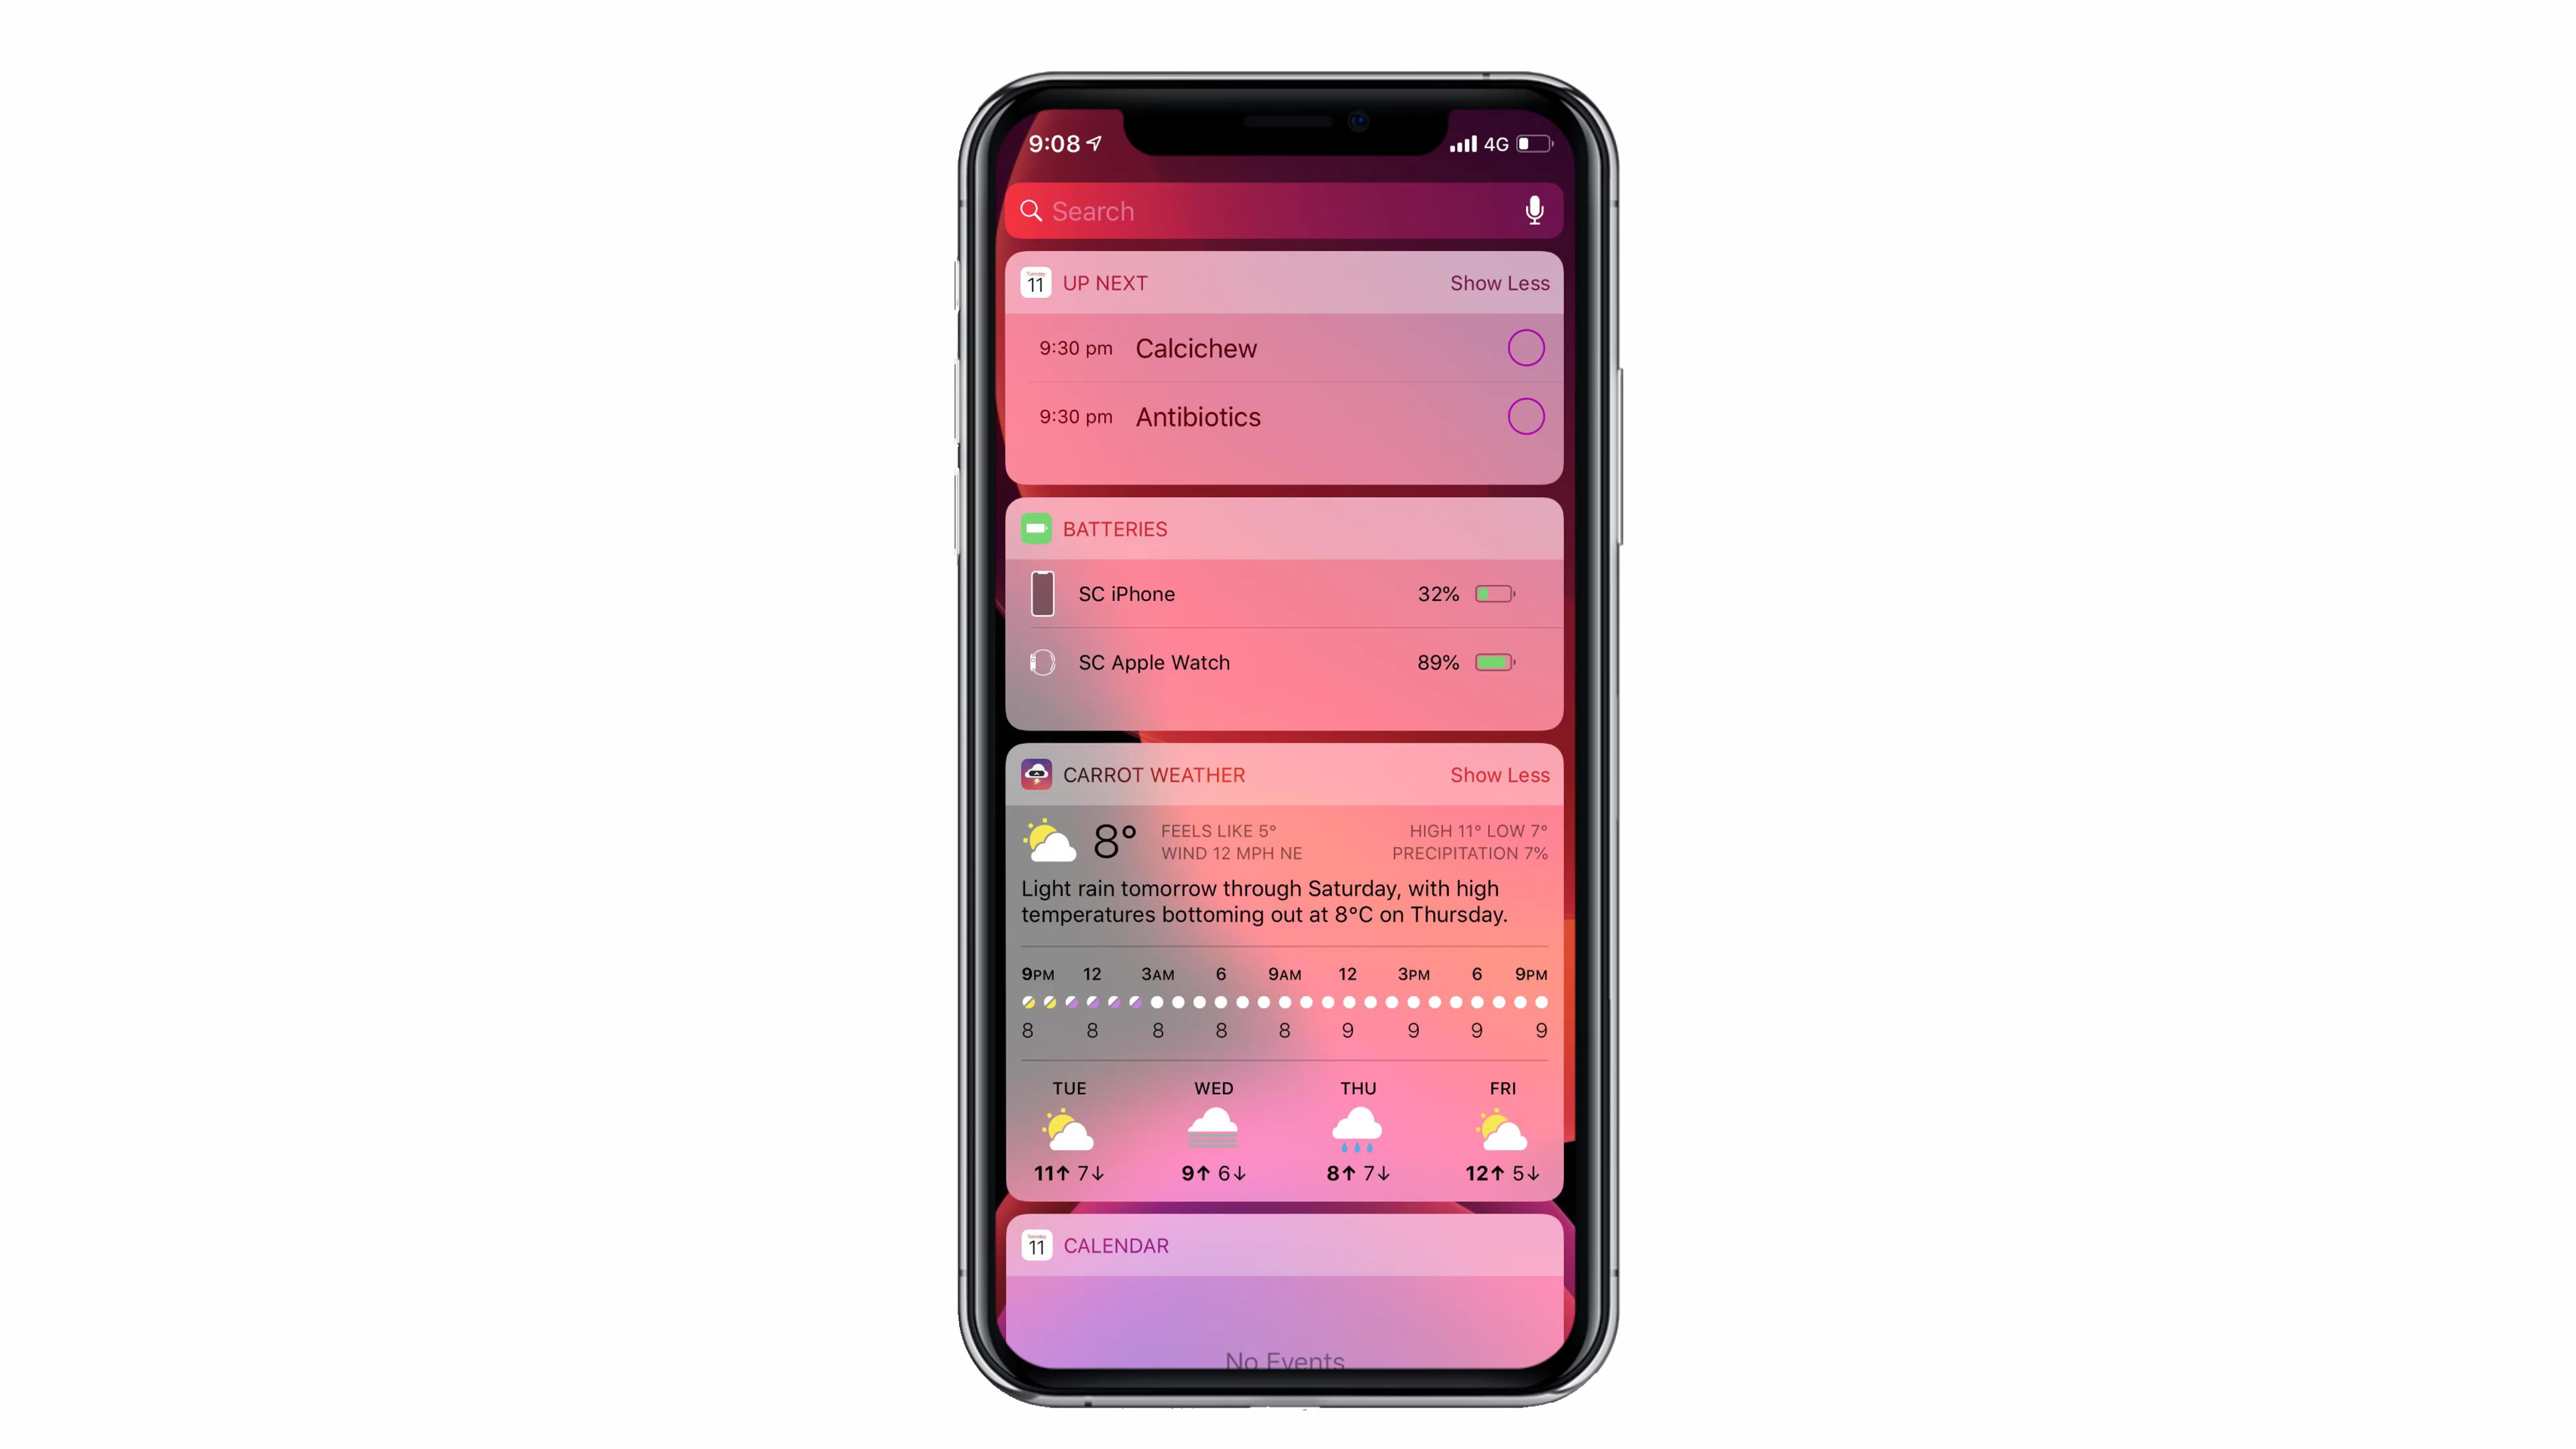 9:08 4G
Search
Tuesday
11 UP NEXT Show Less
9:30 pm Calcichew
9:30 pm Antibiotics
BATTERIES
SC iPhone 32%
SC Apple Watch 89%
CARROT WEATHER Show Less
8° FEELS LIKE 5° HIGH 11° LOW 7°
WIND 12 MPH NE PRECIPITATION 7%
Light rain tomorrow through Saturday, with high
temperatures bottoming out at 8°C on Thursday.
9PM 12 3AM 6 9AM 12 3PM 6 9PM
8 8 8 8 8 9 9 9 9
TUE WED THU FRI
11↑ 7↓ 9↑ 6↓ 8↑ 7↓ 12↑ 5↓
Tuesday
11 CALENDAR
No Events